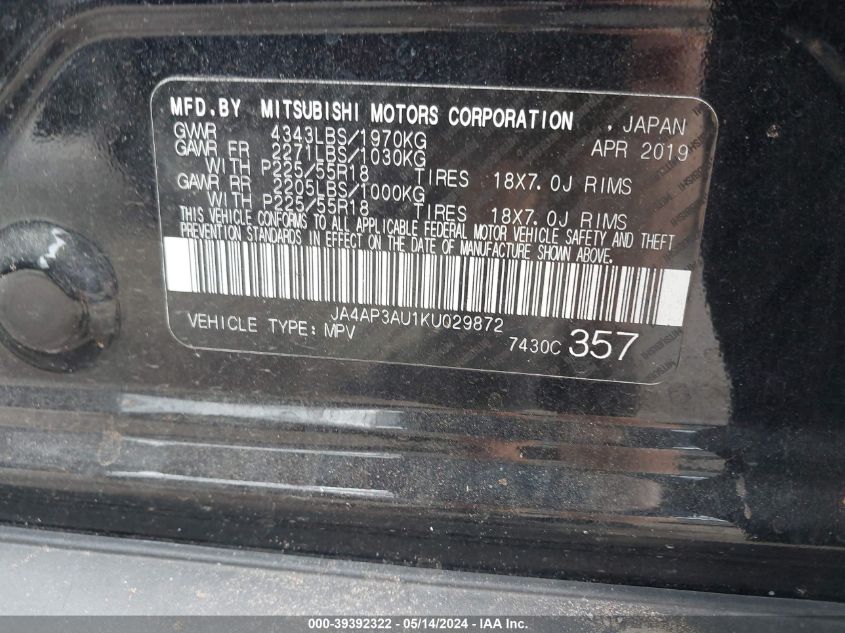 MFD.BY MITSUBISHI MOTORS CORPORATION , JAPAN
GVWR 4343LBS/1970KG APR 2019
GAWR FR 2271LBS/1030KG
WITH P225/55R18 TIRES 18X7.0J RIMS
GAWR RR 2205LBS/1000KG
WITH P225/55R18 TIRES 18X7.0J RIMS
THIS VEHICLE CONFORMS TO ALL APPLICABLE FEDERAL MOTOR VEHICLE SAFETY AND THEFT
PREVENTION STANDARDS IN EFFECT ON THE DATE OF MANUFACTURE SHOWN ABOVE.
JA4AP3AU1KU029872
VEHICLE TYPE: MPV 7430C 357
000-39392322 — 05/14/2024 — IAAI.COM